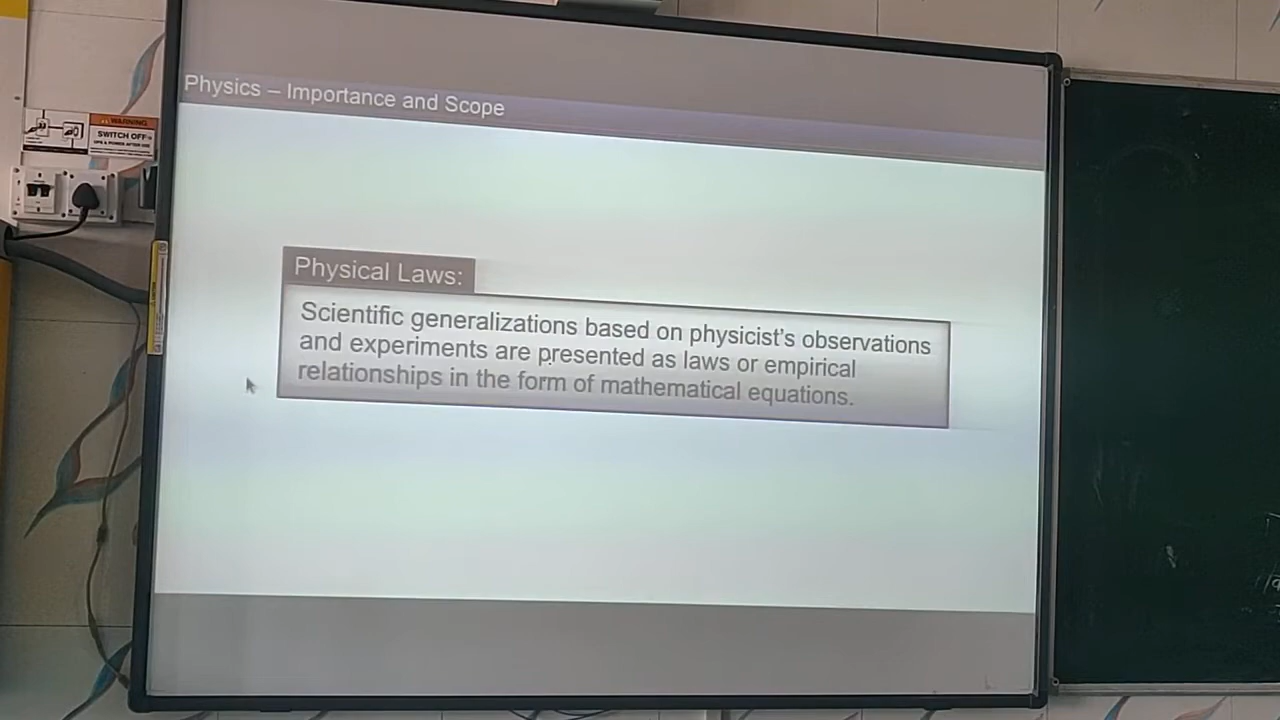 Physics – Importance and Scope
WARNING
SWITCH OFF
Physical Laws:
Scientific generalizations based on physicist's observations
and experiments are presented as laws or empirical
relationships in the form of mathematical equations.